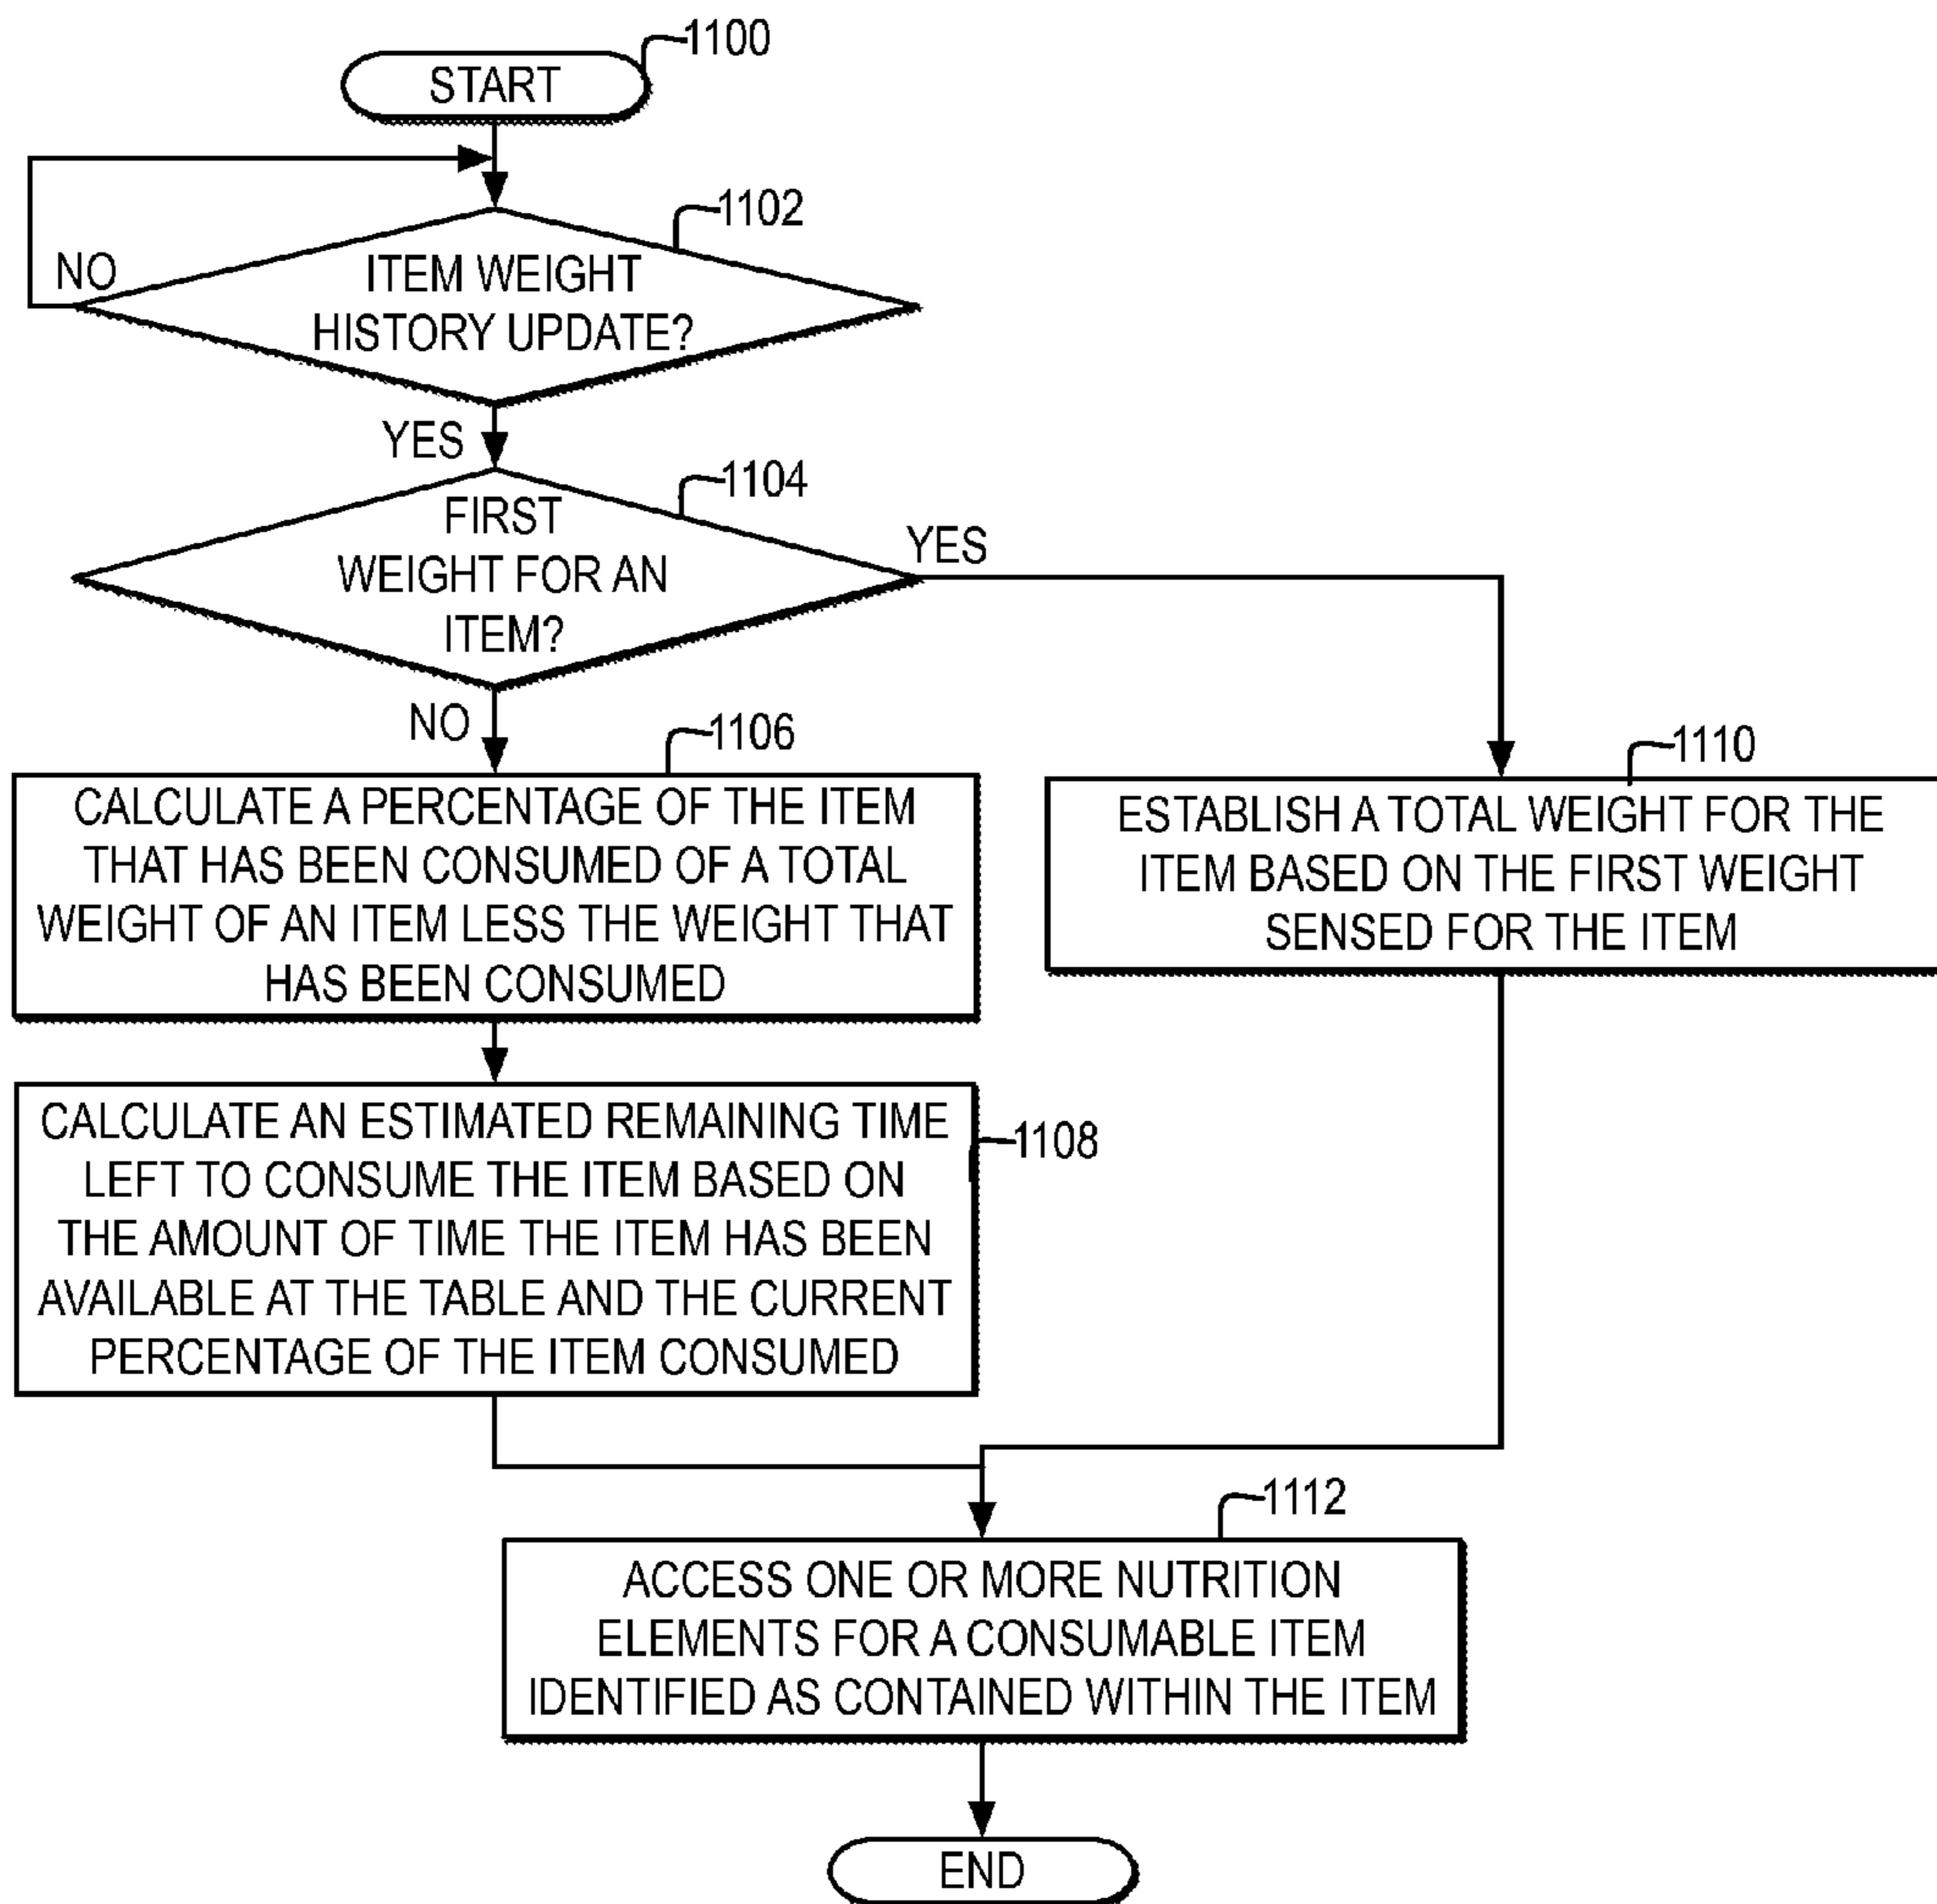 1100
START
1102
NO
ITEM WEIGHT
HISTORY UPDATE?
YES
1104
FIRST
WEIGHT FOR AN
ITEM?
YES
NO
1106
CALCULATE A PERCENTAGE OF THE ITEM
THAT HAS BEEN CONSUMED OF A TOTAL
WEIGHT OF AN ITEM LESS THE WEIGHT THAT
HAS BEEN CONSUMED
1110
ESTABLISH A TOTAL WEIGHT FOR THE
ITEM BASED ON THE FIRST WEIGHT
SENSED FOR THE ITEM
CALCULATE AN ESTIMATED REMAINING TIME
LEFT TO CONSUME THE ITEM BASED ON
THE AMOUNT OF TIME THE ITEM HAS BEEN
AVAILABLE AT THE TABLE AND THE CURRENT
PERCENTAGE OF THE ITEM CONSUMED
1108
1112
ACCESS ONE OR MORE NUTRITION
ELEMENTS FOR A CONSUMABLE ITEM
IDENTIFIED AS CONTAINED WITHIN THE ITEM
END